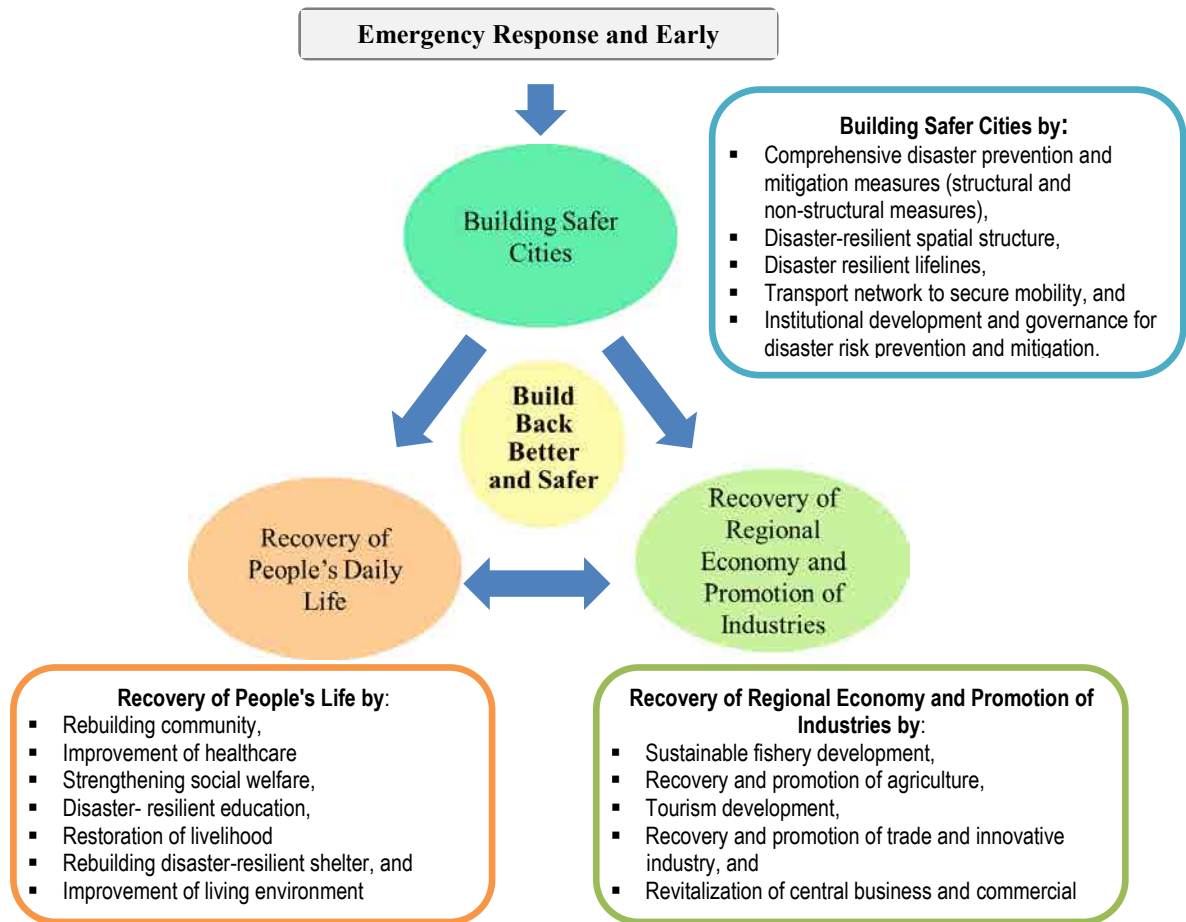 Emergency Response and Early
Building Safer Cities by:
▪ Comprehensive disaster prevention and
mitigation measures (structural and
non-structural measures),
▪ Disaster-resilient spatial structure,
▪ Disaster resilient lifelines,
▪ Transport network to secure mobility, and
▪ Institutional development and governance for
disaster risk prevention and mitigation.
Building Safer
Cities
Build
Back
Better
and Safer
Recovery of
People’s Daily
Life
Recovery of
Regional
Economy and
Promotion of
Industries
Recovery of People's Life by:
▪ Rebuilding community,
▪ Improvement of healthcare
▪ Strengthening social welfare,
▪ Disaster- resilient education,
▪ Restoration of livelihood
▪ Rebuilding disaster-resilient shelter, and
▪ Improvement of living environment
Recovery of Regional Economy and Promotion of
Industries by:
▪ Sustainable fishery development,
▪ Recovery and promotion of agriculture,
▪ Tourism development,
▪ Recovery and promotion of trade and innovative
industry, and
▪ Revitalization of central business and commercial